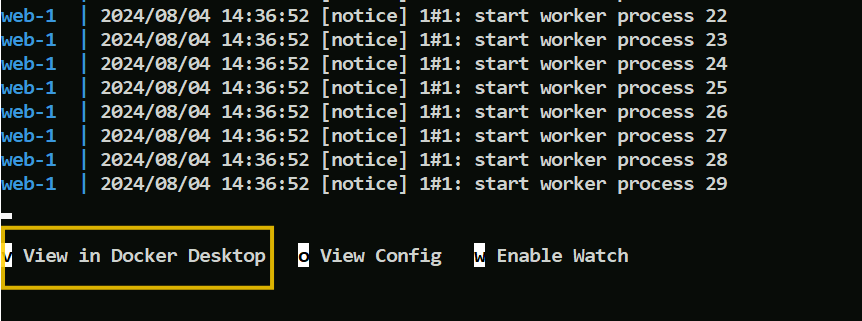 web-1 | 2024/08/04 14:36:52 [notice] 1#1: start worker process 22
web-1 | 2024/08/04 14:36:52 [notice] 1#1: start worker process 23
web-1 | 2024/08/04 14:36:52 [notice] 1#1: start worker process 24
web-1 | 2024/08/04 14:36:52 [notice] 1#1: start worker process 25
web-1 | 2024/08/04 14:36:52 [notice] 1#1: start worker process 26
web-1 | 2024/08/04 14:36:52 [notice] 1#1: start worker process 27
web-1 | 2024/08/04 14:36:52 [notice] 1#1: start worker process 28
web-1 | 2024/08/04 14:36:52 [notice] 1#1: start worker process 29
v View in Docker Desktop o View Config w Enable Watch